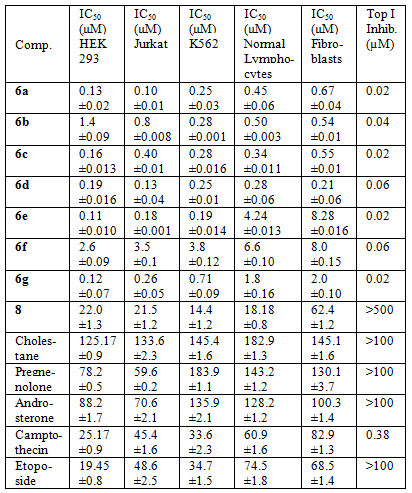 Comp. IC50 (µM) HEK 293 IC50 (µM) Jurkat IC50 (µM) K562 IC50 (µM) Normal Lympho-cytes IC50 (µM) Fibro-blasts Top I Inhib. (µM)
6a 0.13 0.10 0.25 0.45 0.67 0.02
±0.02 ±0.01 ±0.03 ±0.06 ±0.04
6b 1.4 0.8 0.28 0.50 0.54 0.04
±0.09 ±0.008 ±0.001 ±0.003 ±0.01
6c 0.16 0.40 0.28 0.34 0.55 0.02
±0.013 ±0.01 ±0.016 ±0.011 ±0.01
6d 0.19 0.13 0.25 0.28 0.21 0.06
±0.016 ±0.04 ±0.01 ±0.06 ±0.06
6e 0.11 0.18 0.19 4.24 8.28 0.02
±0.010 ±0.001 ±0.014 ±0.013 ±0.016
6f 2.6 3.5 3.8 6.6 8.0 0.06
±0.09 ±0.1 ±0.12 ±0.10 ±0.15
6g 0.12 0.26 0.71 1.8 2.0 0.02
±0.07 ±0.05 ±0.09 ±0.16 ±0.10
8 22.0 21.5 14.4 18.18 62.4 >500
±1.3 ±1.2 ±1.2 ±0.8 ±1.2
Choles- 125.17 133.6 145.4 182.9 145.1 >100
tane ±0.9 ±2.3 ±1.6 ±1.3 ±1.6
Pregne- 78.2 59.6 183.9 143.2 130.1 >100
nolone ±0.5 ±0.2 ±1.1 ±1.2 ±3.7
Andro- 88.2 70.6 135.9 128.2 100.3 >100
sterone ±1.7 ±2.1 ±2.1 ±1.2 ±1.4
Campto- 25.17 45.4 33.6 60.9 82.9 0.38
thecin ±0.9 ±1.6 ±2.3 ±1.6 ±1.3
Etopo- 19.45 48.6 34.7 74.5 68.5 >100
side ±0.8 ±2.5 ±1.5 ±1.8 ±1.4